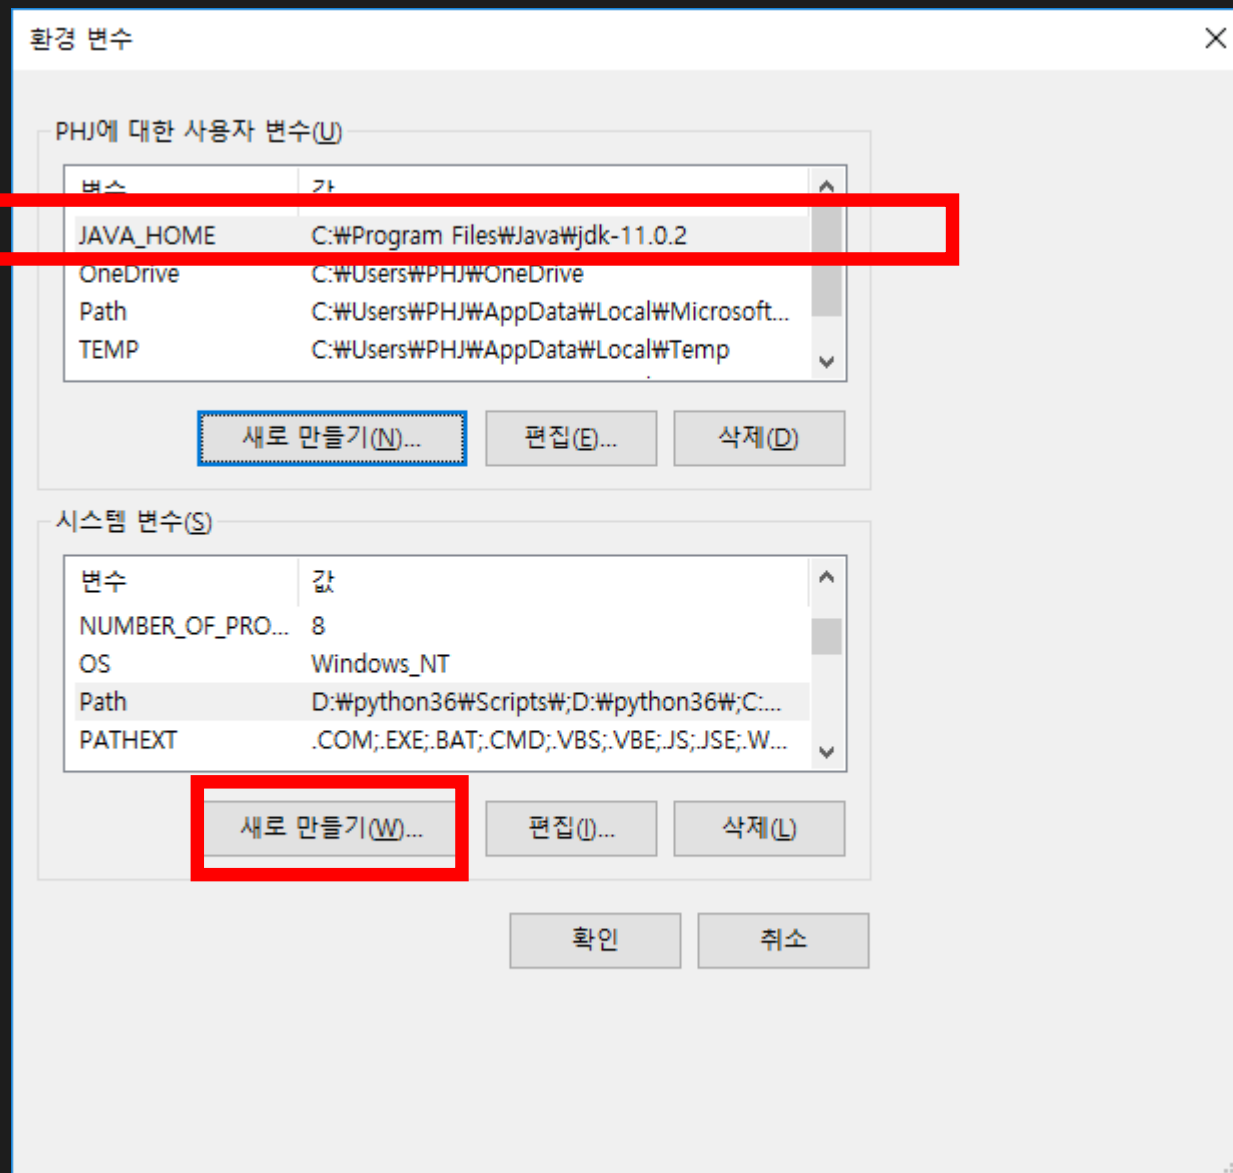 환경 변수
PHJ에 대한 사용자 변수(U)
변수 값
JAVA_HOME C:₩Program Files₩Java₩jdk-11.0.2
OneDrive C:₩Users₩PHJ₩OneDrive
Path C:₩Users₩PHJ₩AppData₩Local₩Microsoft...
TEMP C:₩Users₩PHJ₩AppData₩Local₩Temp
새로 만들기(N)... 편집(E)... 삭제(D)
시스템 변수(S)
변수 값
NUMBER_OF_PRO... 8
OS Windows_NT
Path D:₩python36₩Scripts₩;D:₩python36₩;C:...
PATHEXT .COM;.EXE;.BAT;.CMD;.VBS;.VBE;.JS;.JSE;.W...
새로 만들기(W)... 편집(I)... 삭제(L)
확인 취소